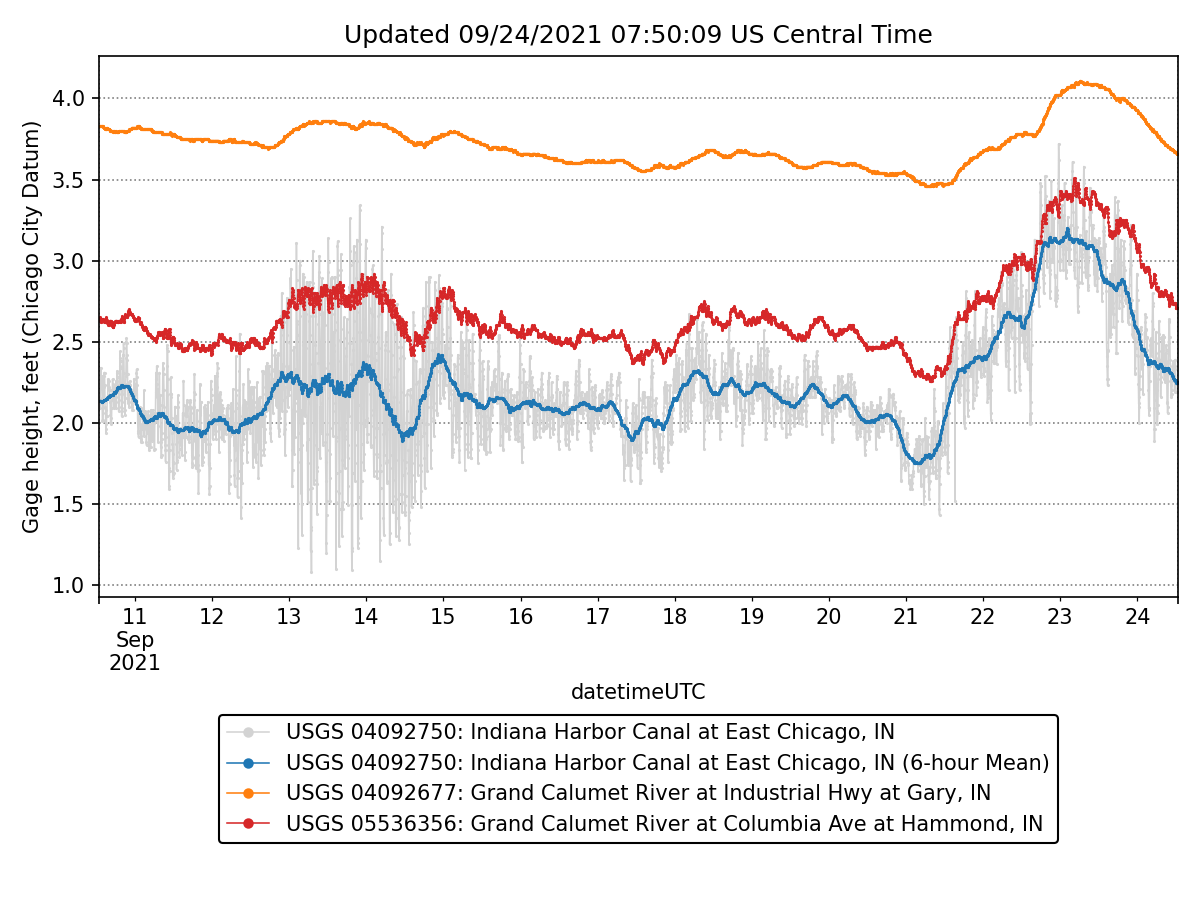 Updated 09/24/2021 07:50:09 US Central Time
Gage height, feet (Chicago City Datum)
4.0
3.5
3.0
2.5
2.0
1.5
1.0
11 12 13 14 15 16 17 18 19 20 21 22 23 24
Sep
2021
datetimeUTC
USGS 04092750: Indiana Harbor Canal at East Chicago, IN
USGS 04092750: Indiana Harbor Canal at East Chicago, IN (6-hour Mean)
USGS 04092677: Grand Calumet River at Industrial Hwy at Gary, IN
USGS 05536356: Grand Calumet River at Columbia Ave at Hammond, IN